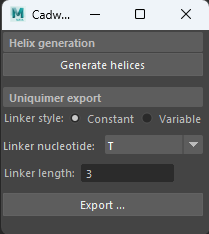 Cadw...
Helix generation
Generate helices
Uniquimer export
Linker style: Constant Variable
Linker nucleotide: T
Linker length: 3
Export ...